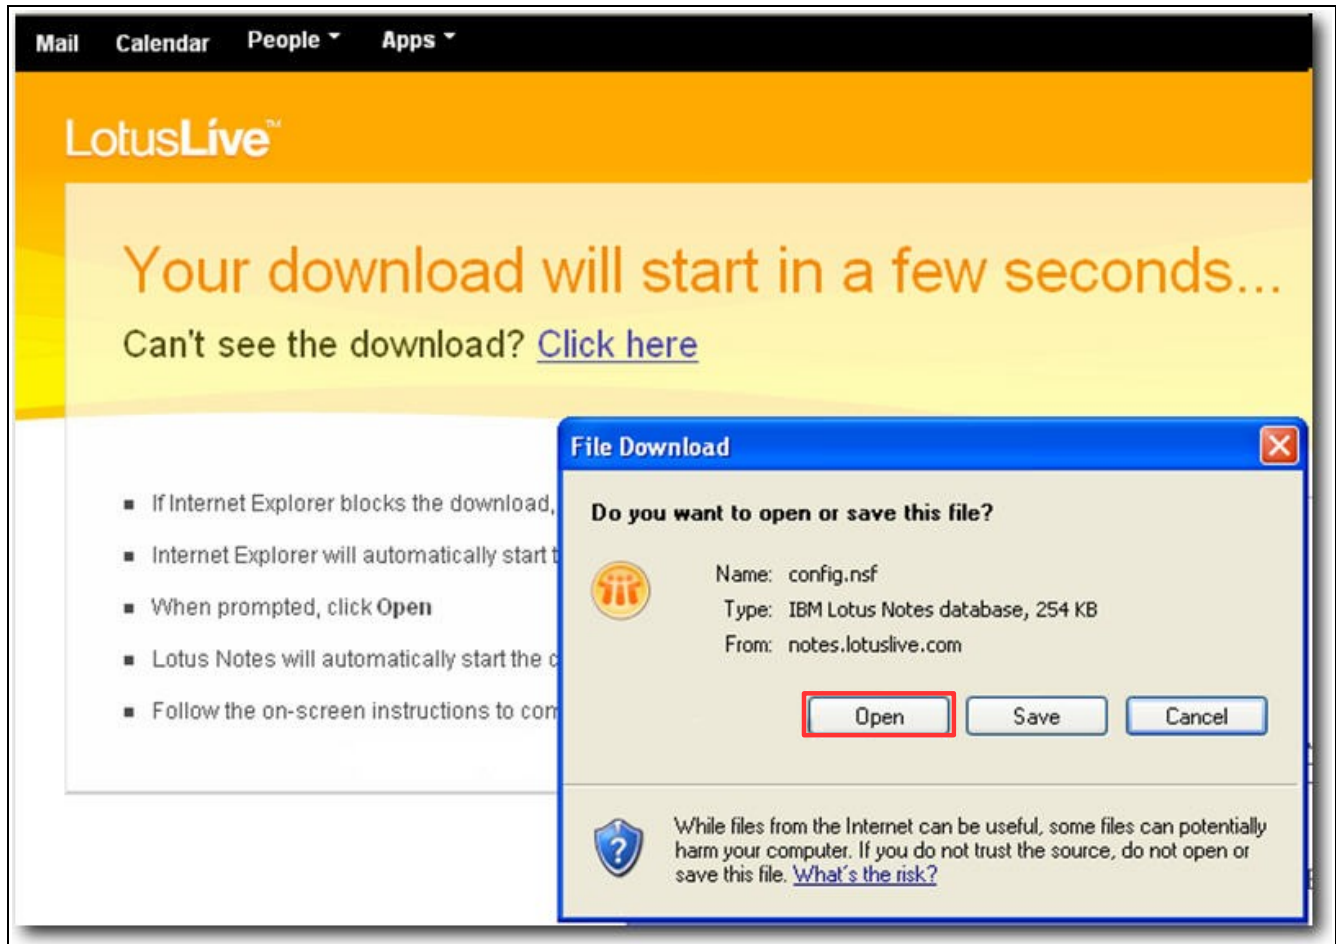 Mail Calendar People Apps
LotusLive™
Your download will start in a few seconds...
Can't see the download? Click here
If Internet Explorer blocks the download,
Internet Explorer will automatically start
When prompted, click Open
Lotus Notes will automatically start the
Follow the on-screen instructions to
File Download
Do you want to open or save this file?
Name: config.nsf
Type: IBM Lotus Notes database, 254 KB
From: notes.lotuslive.com
Open Save Cancel
While files from the Internet can be useful, some files can potentially
harm your computer. If you do not trust the source, do not open or
save this file. What's the risk?